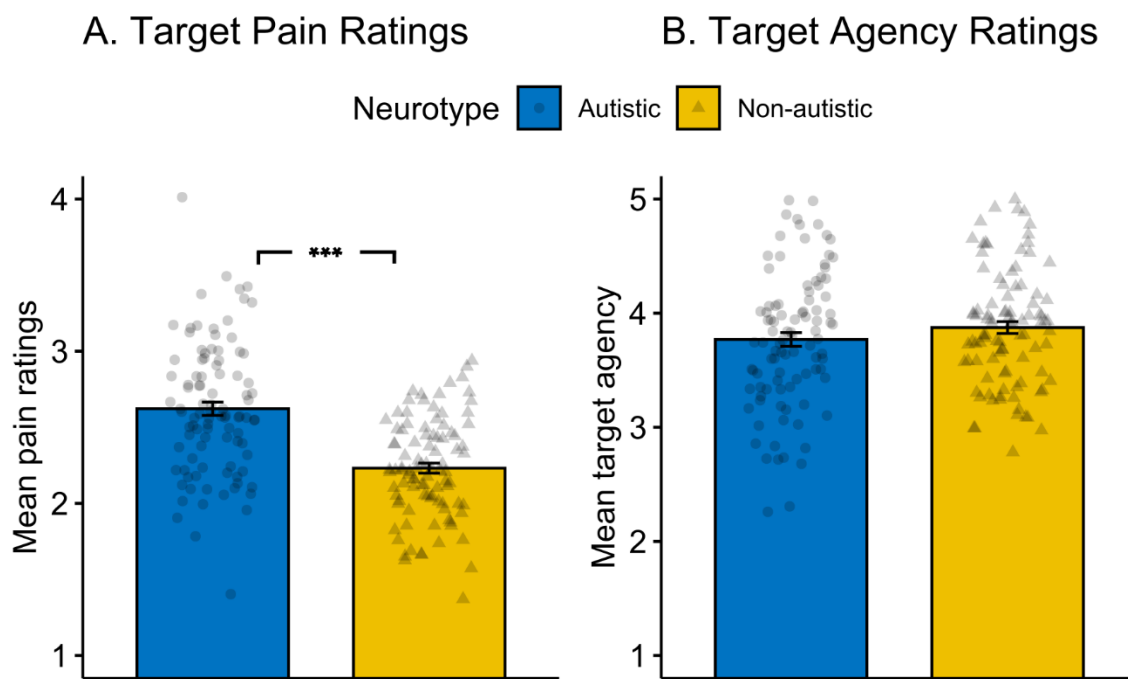 A. Target Pain Ratings
B. Target Agency Ratings
Neurotype Autistic Non-autistic
Mean pain ratings
4
3
2
1
***
Mean target agency
5
4
3
2
1